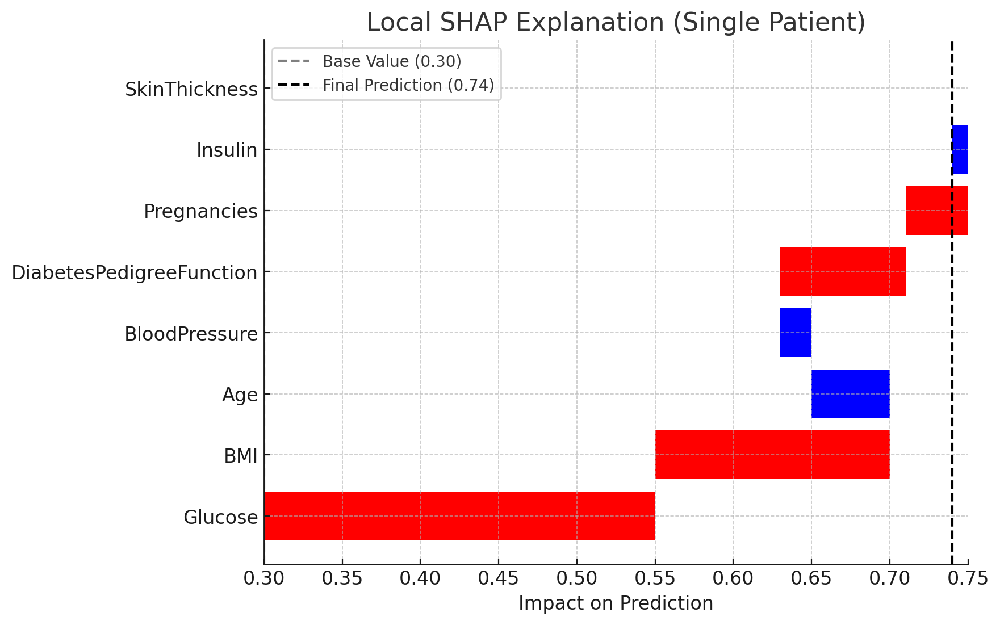 Local SHAP Explanation (Single Patient)
Base Value (0.30)
Final Prediction (0.74)
SkinThickness
Insulin
Pregnancies
DiabetesPedigreeFunction
BloodPressure
Age
BMI
Glucose
0.30 0.35 0.40 0.45 0.50 0.55 0.60 0.65 0.70 0.75
Impact on Prediction